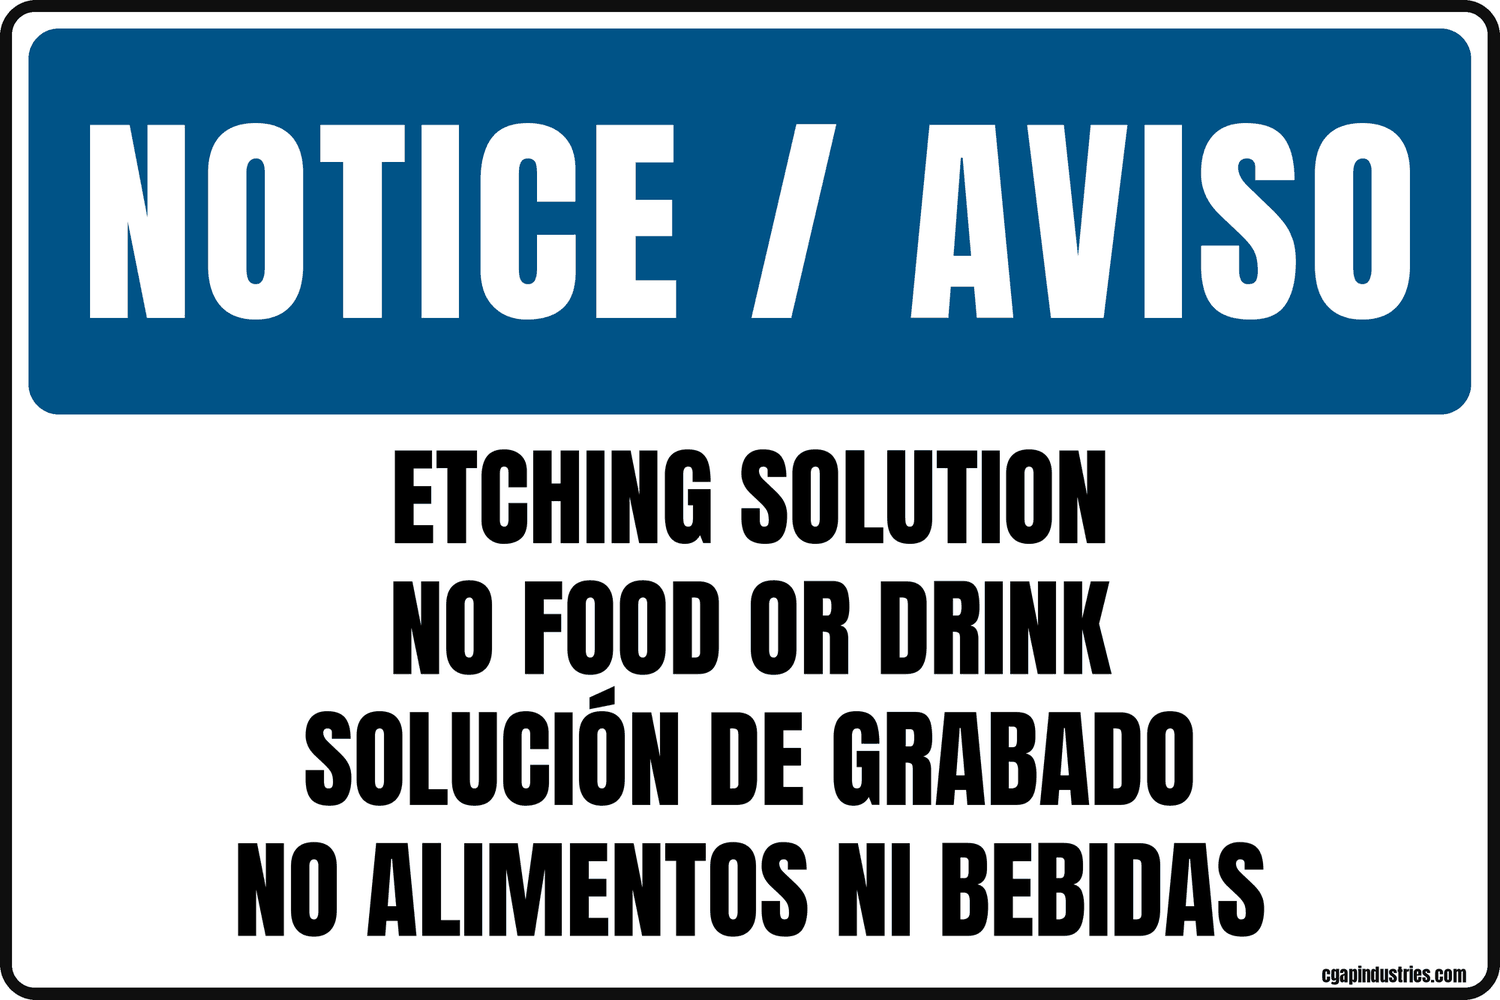 NOTICE / AVISO
ETCHING SOLUTION
NO FOOD OR DRINK
SOLUCIÓN DE GRABADO
NO ALIMENTOS NI BEBIDAS
cgapindustries.com